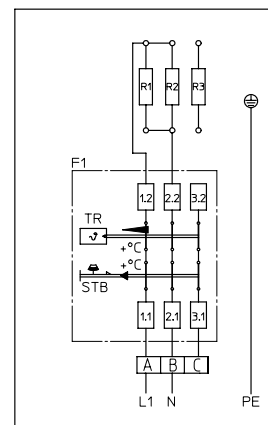 R1 R2 R3
F1
1.2 2.2 3.2
TR
ϑ
+°C
+°C
STB
1.1 2.1 3.1
A B C
L1 N PE